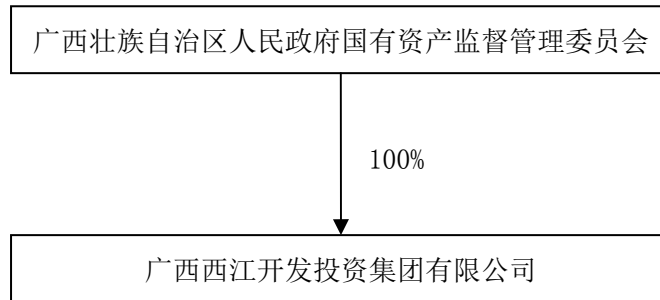 广西壮族自治区人民政府国有资产监督管理委员会
100%
广西西江开发投资集团有限公司